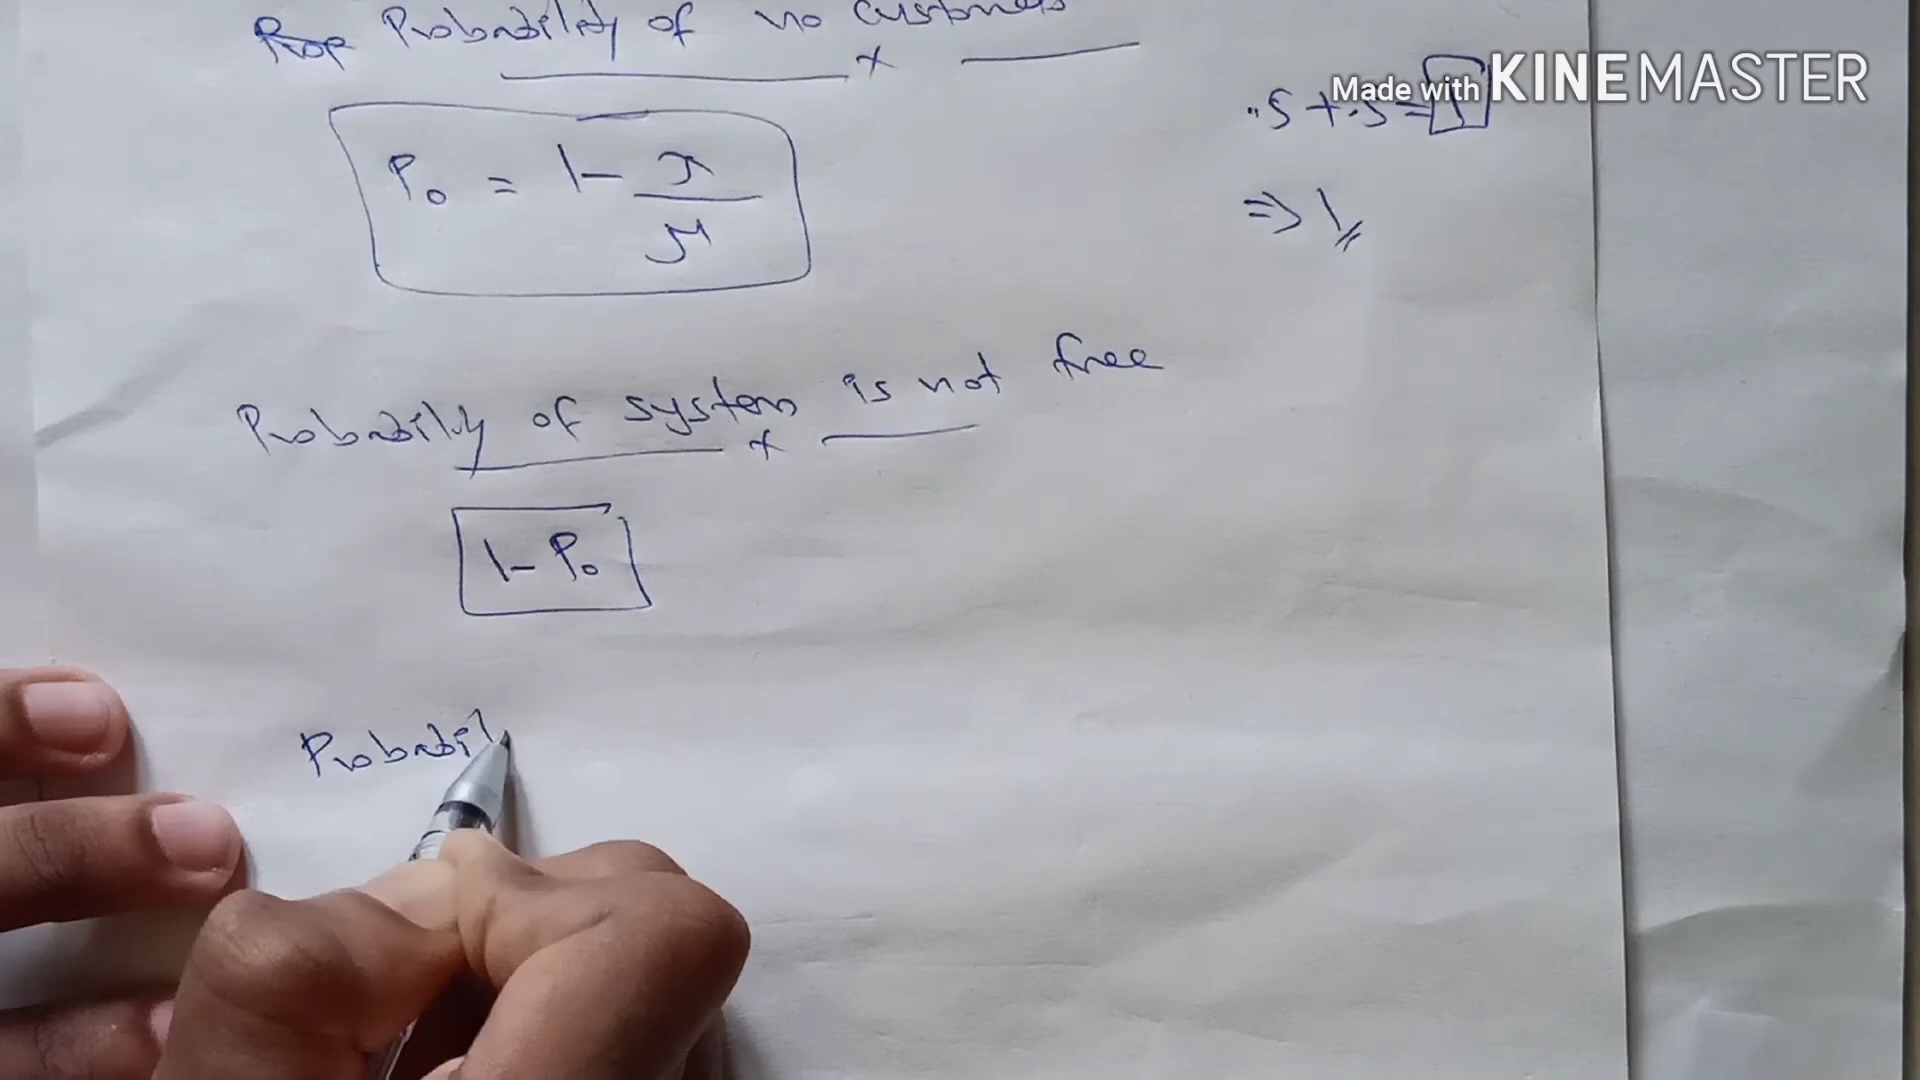 Probability of no customers
Made with KINEMASTER
.5 + .5 = 1
P₀ = 1 - λ/μ
⇒ 1
Probability of system is not free
1 - P₀
Probabil